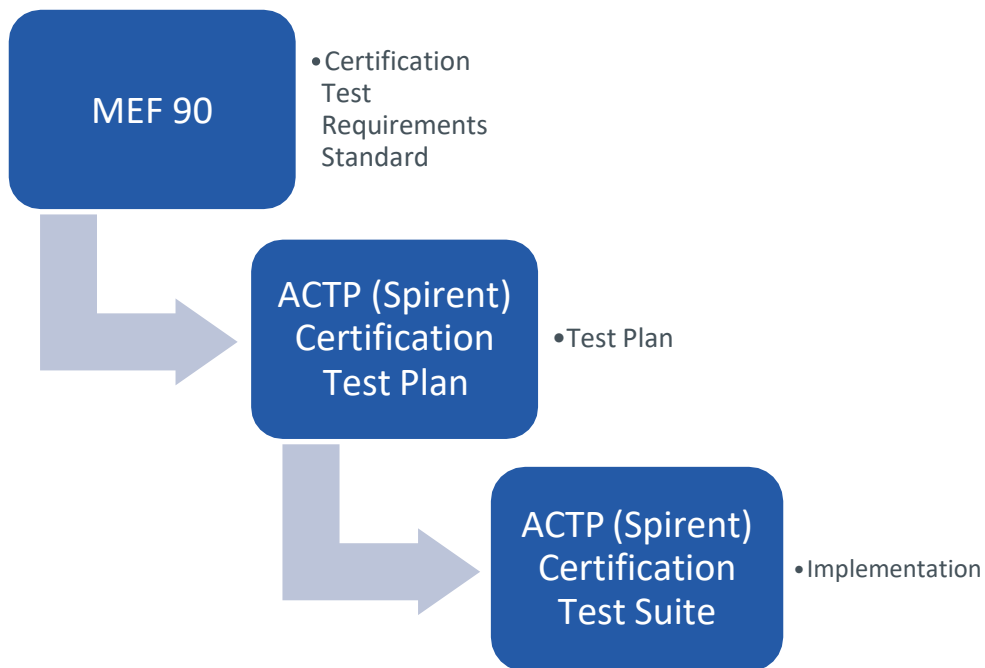 MEF 90
•Certification
Test
Requirements
Standard
ACTP (Spirent)
Certification
Test Plan
•Test Plan
ACTP (Spirent)
Certification
Test Suite
•Implementation